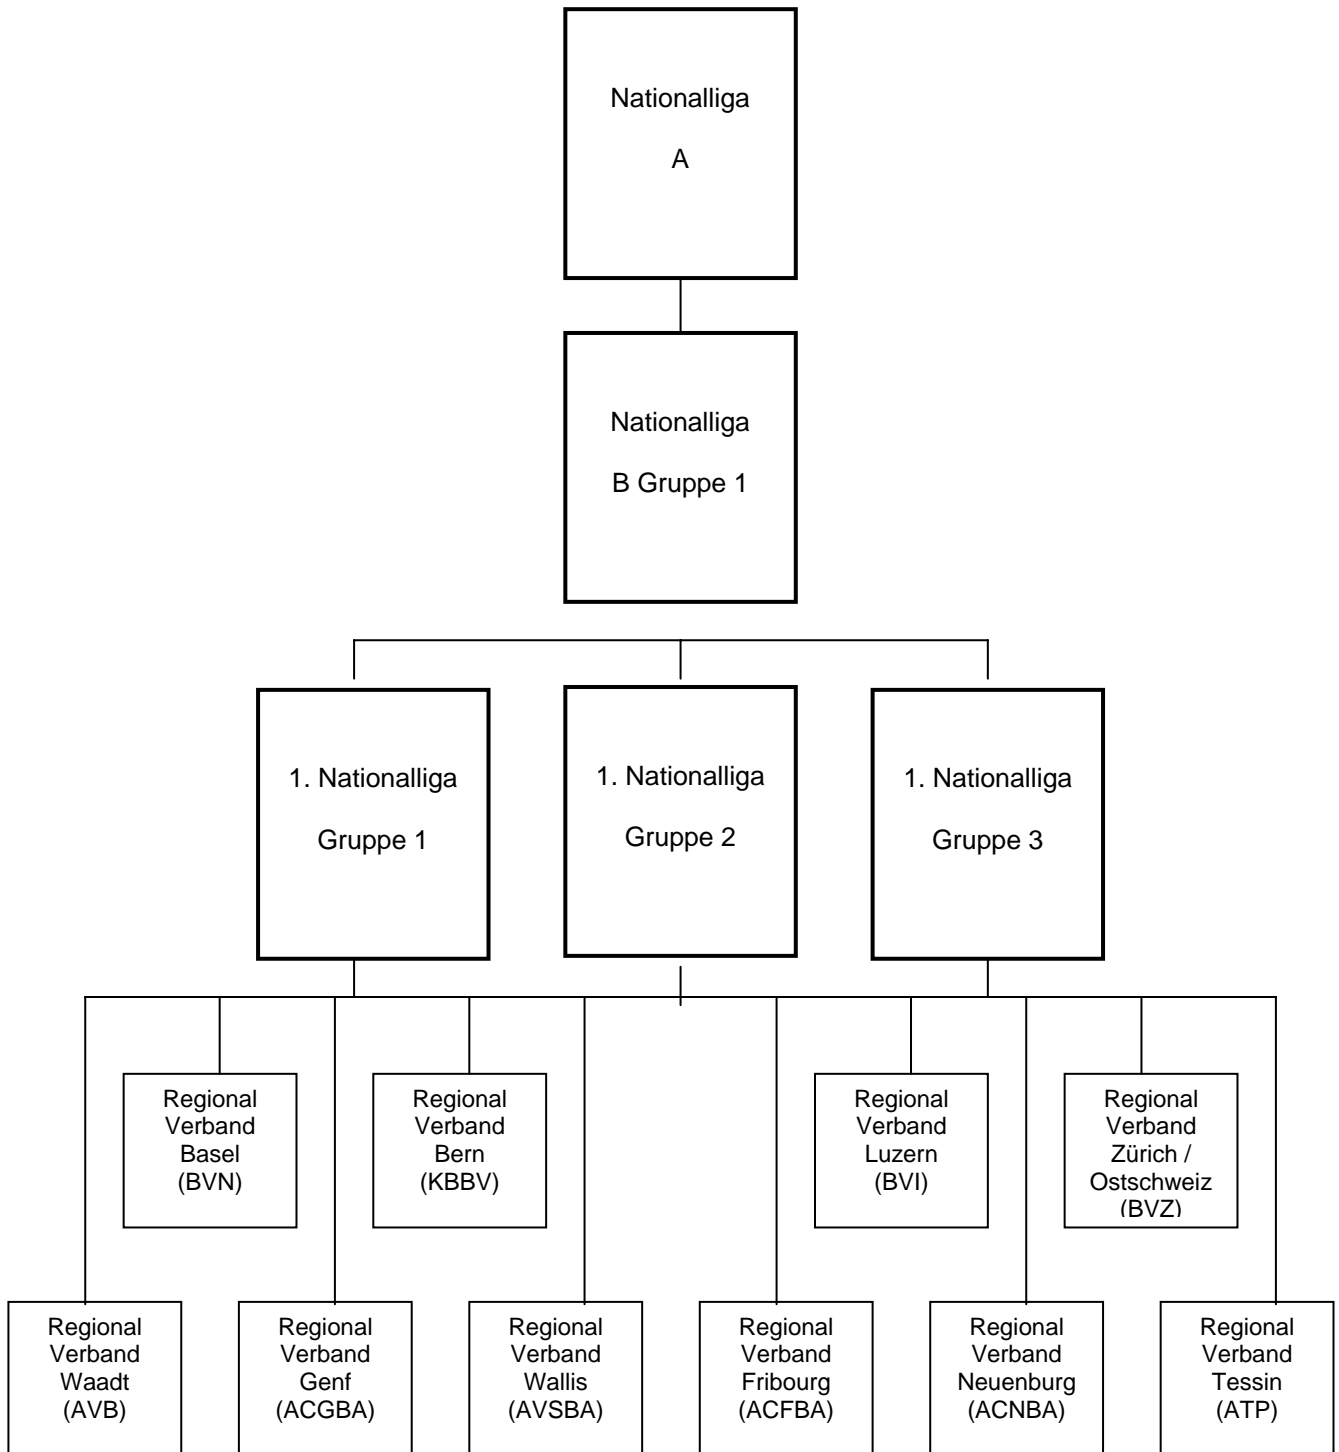 Nationalliga
A
Nationalliga
B Gruppe 1
1. Nationalliga
Gruppe 1
1. Nationalliga
Gruppe 2
1. Nationalliga
Gruppe 3
Regional
Verband
Basel
(BVN)
Regional
Verband
Bern
(KBBV)
Regional
Verband
Luzern
(BVI)
Regional
Verband
Zürich /
Ostschweiz
(BVZ)
Regional
Verband
Waadt
(AVB)
Regional
Verband
Genf
(ACGBA)
Regional
Verband
Wallis
(AVSBA)
Regional
Verband
Fribourg
(ACFBA)
Regional
Verband
Neuenburg
(ACNBA)
Regional
Verband
Tessin
(ATP)